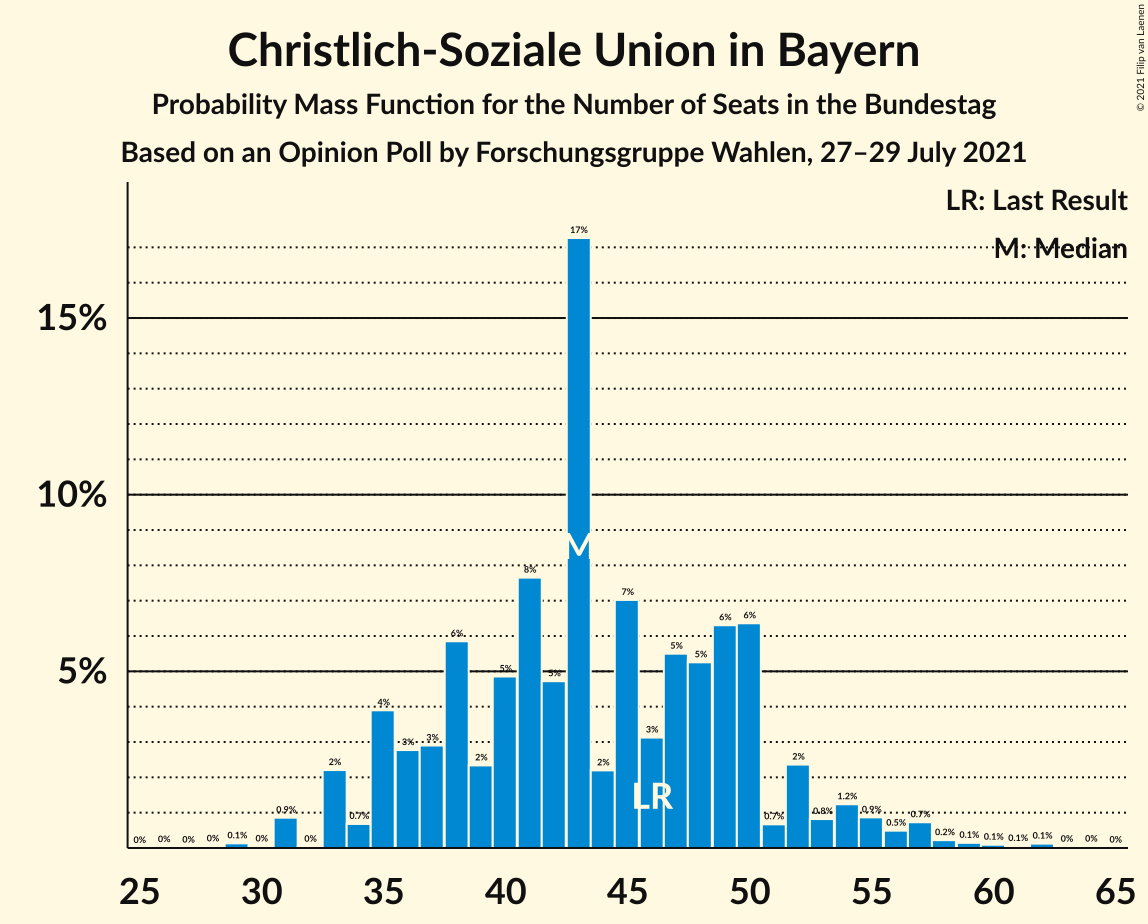 Christlich-Soziale Union in Bayern
Probability Mass Function for the Number of Seats in the Bundestag
Based on an Opinion Poll by Forschungsgruppe Wahlen, 27–29 July 2021
© 2021 Filip van Laenen
LR: Last Result
M: Median
15%
10%
5%
0% 0% 0% 0% 0.1% 0% 0.9% 0% 2% 0.7% 4% 3% 3% 6% 2% 5% 8% 5% 17% 2% 7% 3% 5% 5% 6% 6% 0.7% 2% 0.8% 1.2% 0.9% 0.5% 0.7% 0.2% 0.1% 0.1% 0.1% 0.1% 0% 0% 0%
M
LR
25 30 35 40 45 50 55 60 65